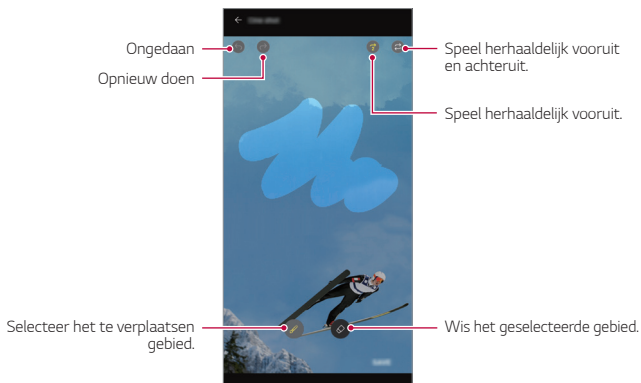 Ongedaan
Opnieuw doen
Speel herhaaldelijk vooruit
en achteruit.
Speel herhaaldelijk vooruit.
Selecteer het te verplaatsen
gebied.
Wis het geselecteerde gebied.